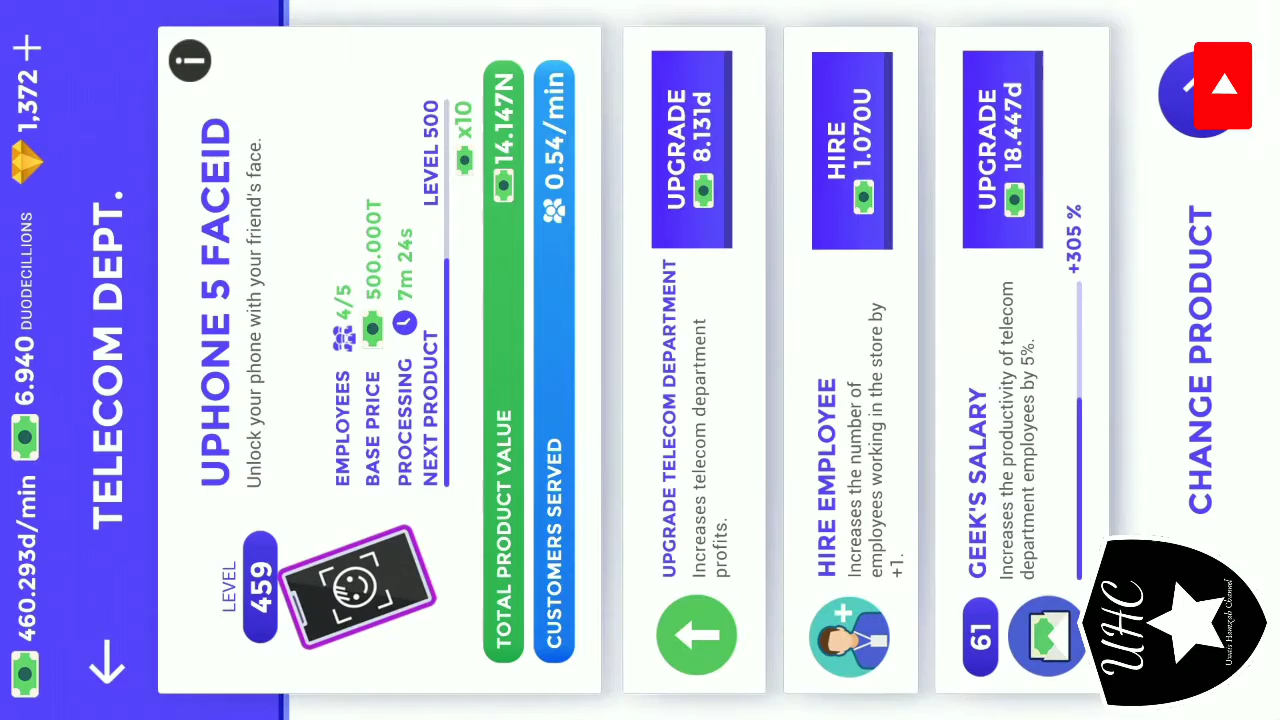 460.293d/min 6.940 DUODECILLIONS 1,372 +
TELECOM DEPT.
LEVEL
459
UPHONE 5 FACEID
Unlock your phone with your friend's face.
EMPLOYEES 4/5
BASE PRICE 500.000T
PROCESSING 7m 24s
NEXT PRODUCT LEVEL 500
x10
TOTAL PRODUCT VALUE 14.147N
CUSTOMERS SERVED 0.54/min
UPGRADE TELECOM DEPARTMENT
Increases telecom department
profits.
UPGRADE
8.131d
HIRE EMPLOYEE
Increases the number of
employees working in the store by
+1.
HIRE
1.070U
61
GEEK'S SALARY
Increases the productivity of telecom
department employees by 5%.
+305 %
UPGRADE
18.447d
CHANGE PRODUCT
UHC
Unais Hamzah Channel